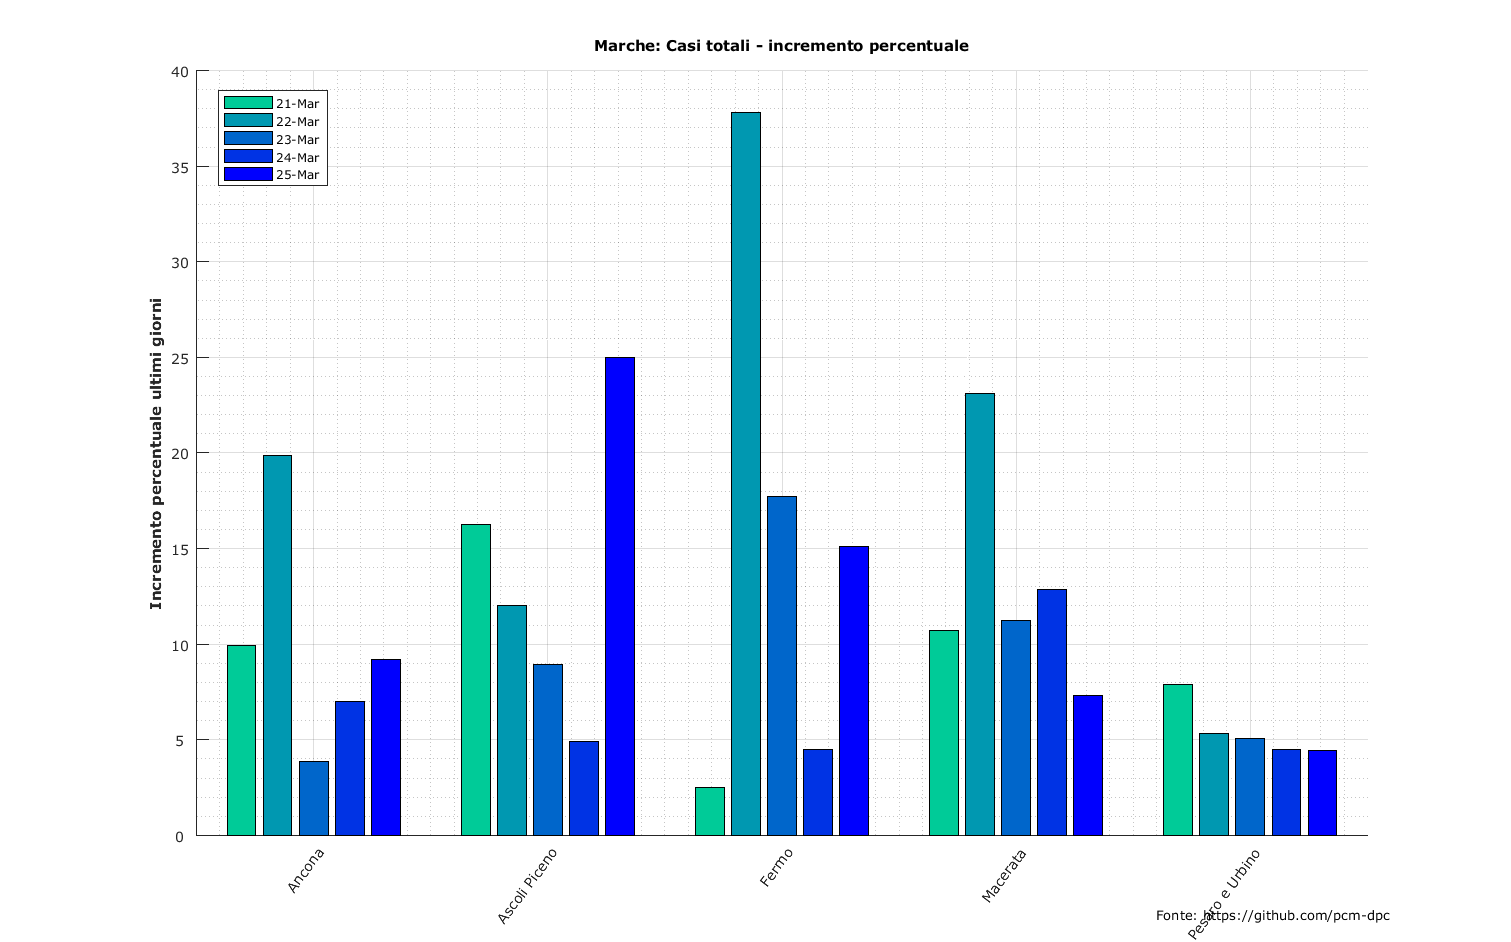 Marche: Casi totali - incremento percentuale
40
35
30
25
20
15
10
5
0
Incremento percentuale ultimi giorni
21-Mar
22-Mar
23-Mar
24-Mar
25-Mar
Ancona
Ascoli Piceno
Fermo
Macerata
Pesaro e Urbino
Fonte: https://github.com/pcm-dpc